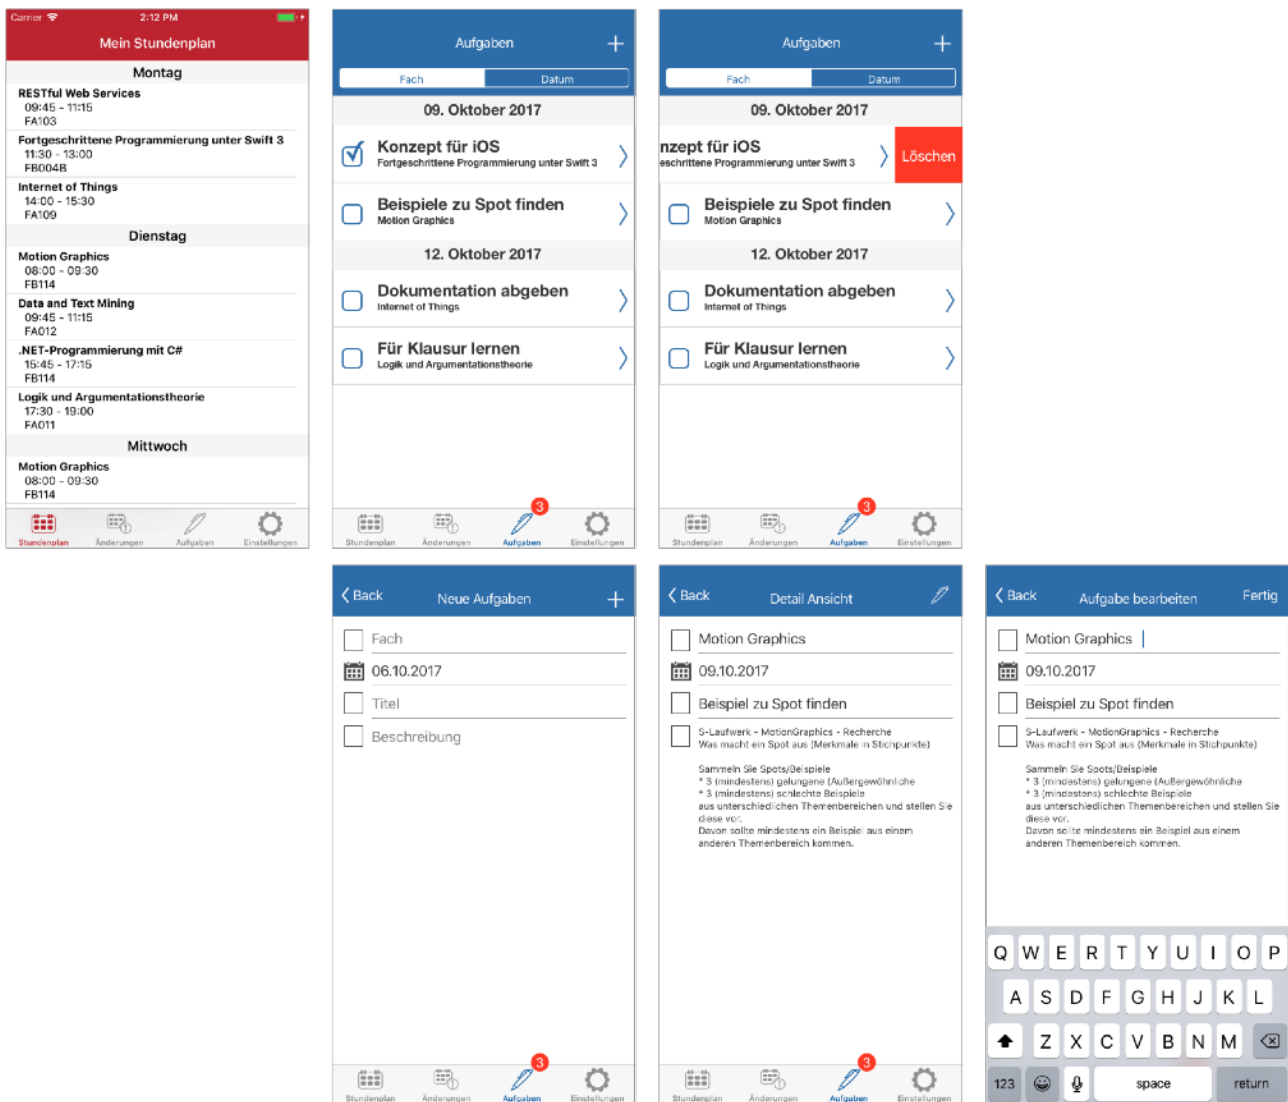 Carrier 2:12 PM
Mein Stundenplan
Montag
RESTful Web Services
09:45 - 11:15
FA103
Fortgeschrittene Programmierung unter Swift 3
11:30 - 13:00
FB004B
Internet of Things
14:00 - 15:30
FA109
Dienstag
Motion Graphics
08:00 - 09:30
FB114
Data and Text Mining
09:45 - 11:15
FA012
.NET-Programmierung mit C#
15:45 - 17:15
FB114
Logik und Argumentationstheorie
17:30 - 19:00
FA011
Mittwoch
Motion Graphics
08:00 - 09:30
FB114
Stundenplan Änderungen Aufgaben Einstellungen
Aufgaben +
Fach Datum
09. Oktober 2017
Konzept für iOS
Fortgeschrittene Programmierung unter Swift 3
Beispiele zu Spot finden
Motion Graphics
12. Oktober 2017
Dokumentation abgeben
Internet of Things
Für Klausur lernen
Logik und Argumentationstheorie
3
Stundenplan Änderungen Aufgaben Einstellungen
Aufgaben +
Fach Datum
09. Oktober 2017
nzept für iOS
eschrittene Programmierung unter Swift 3
Löschen
Beispiele zu Spot finden
Motion Graphics
12. Oktober 2017
Dokumentation abgeben
Internet of Things
Für Klausur lernen
Logik und Argumentationstheorie
3
Stundenplan Änderungen Aufgaben Einstellungen
Back Neue Aufgaben +
Fach
06.10.2017
Titel
Beschreibung
3
Stundenplan Änderungen Aufgaben Einstellungen
Back Detail Ansicht
Motion Graphics
09.10.2017
Beispiel zu Spot finden
S-Laufwerk - MotionGraphics - Recherche
Was macht ein Spot aus (Merkmale in Stichpunkte)
Sammeln Sie Spots/Beispiele
* 3 (mindestens) gelungene (Außergewöhnliche
* 3 (mindestens) schlechte Beispiele
aus unterschiedlichen Themenbereichen und stellen Sie
diese vor.
Davon sollte mindestens ein Beispiel aus einem
anderen Themenbereich kommen.
3
Stundenplan Änderungen Aufgaben Einstellungen
Back Aufgabe bearbeiten Fertig
Motion Graphics
09.10.2017
Beispiel zu Spot finden
S-Laufwerk - MotionGraphics - Recherche
Was macht ein Spot aus (Merkmale in Stichpunkte)
Sammeln Sie Spots/Beispiele
* 3 (mindestens) gelungene (Außergewöhnliche
* 3 (mindestens) schlechte Beispiele
aus unterschiedlichen Themenbereichen und stellen Sie
diese vor.
Davon sollte mindestens ein Beispiel aus einem
anderen Themenbereich kommen.
Q W E R T Y U I O P
A S D F G H J K L
Z X C V B N M
123 space return